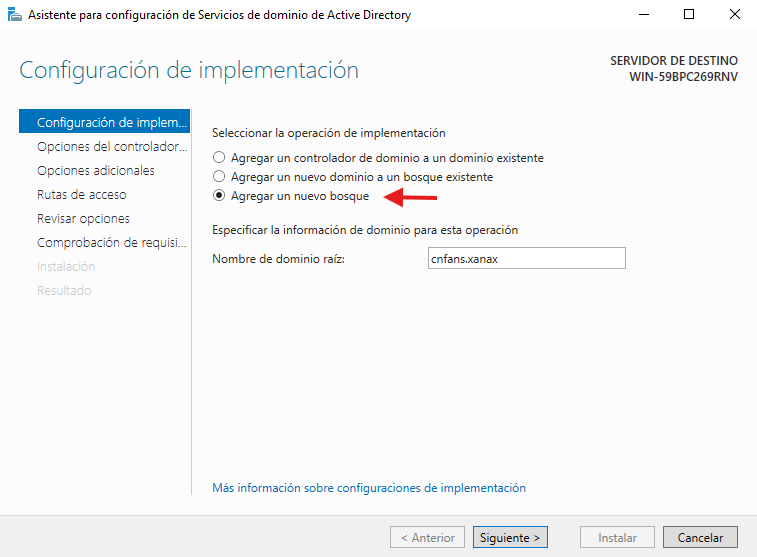 Asistente para configuración de Servicios de dominio de Active Directory
Configuración de implementación
SERVIDOR DE DESTINO
WIN-59BPC269RNV
Configuración de implem...
Opciones del controlador...
Opciones adicionales
Rutas de acceso
Revisar opciones
Comprobación de requisi...
Instalación
Resultado
Seleccionar la operación de implementación
Agregar un controlador de dominio a un dominio existente
Agregar un nuevo dominio a un bosque existente
Agregar un nuevo bosque
Especificar la información de dominio para esta operación
Nombre de dominio raíz:
cnfans.xanax
Más información sobre configuraciones de implementación
< Anterior
Siguiente >
Instalar
Cancelar